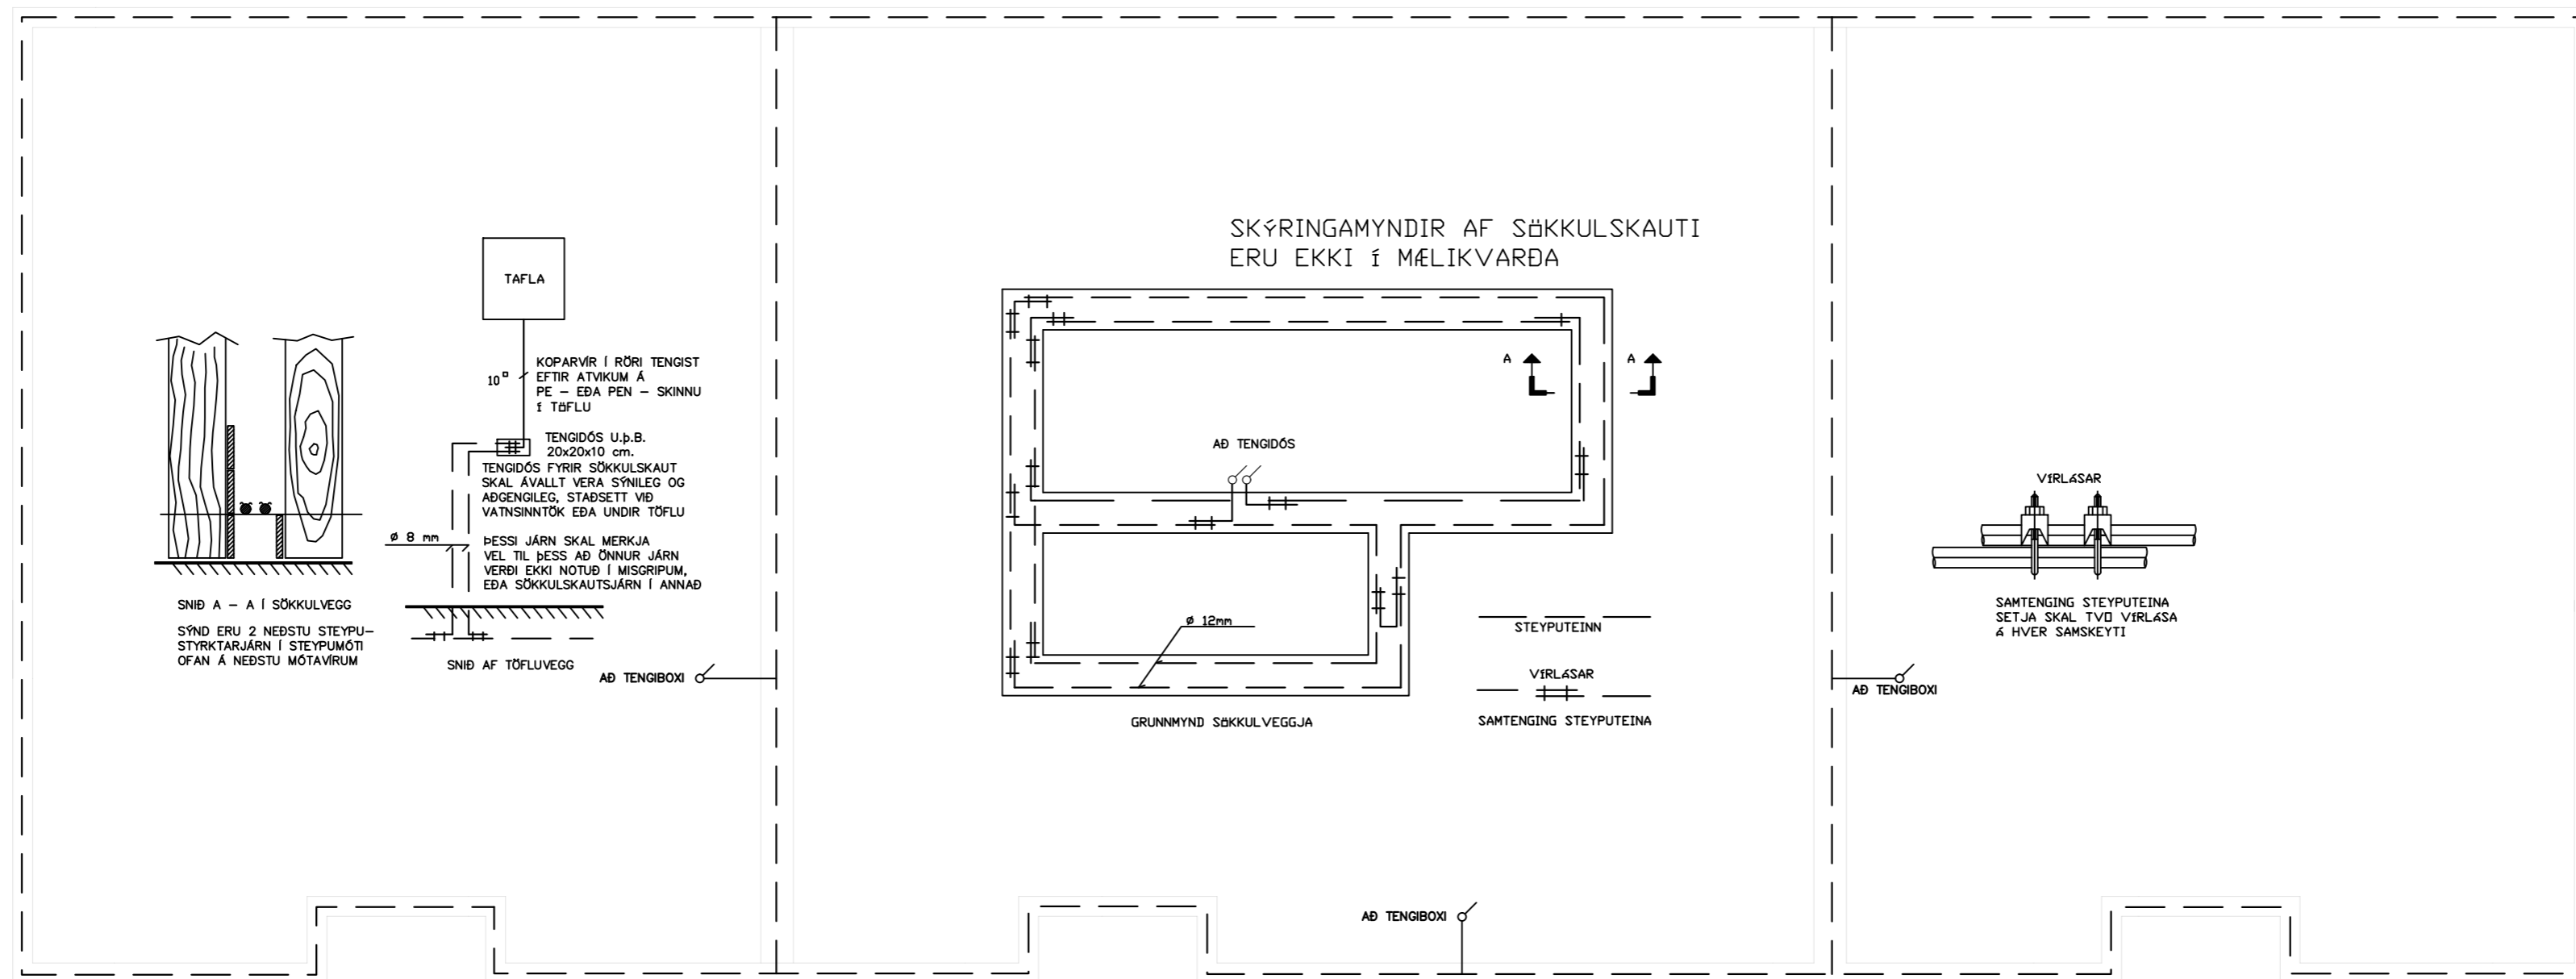 SKÝRINGAMYNDIR AF SÖKKULSKAUTI
ERU EKKI Í MÆLIKVARÐA
TAFLA
KOPARVÍR Í RÖRI TENGIST
EFTIR ATVIKUM Á
PE – EÐA PEN – SKINNU
Í TÖFLU
10□
TENGIDÓS U.Þ.B.
20x20x10 cm.
TENGIDÓS FYRIR SÖKKULSKAUT
SKAL ÁVALLT VERA SÝNILEG OG
AÐGENGILEG, STAÐSETT VIÐ
VATNSINNTÖK EÐA UNDIR TÖFLU
ø 8 mm
ÞESSI JÁRN SKAL MERKJA
VEL TIL ÞESS AÐ ÖNNUR JÁRN
VERÐI EKKI NOTUÐ Í MISGRIPUM,
EÐA SÖKKULSKAUTSJÁRN Í ANNAÐ
SNIÐ A – A Í SÖKKULVEGG
SÝND ERU 2 NEÐSTU STEYPU–
STYRKTARJÁRN Í STEYPUMÓTI
OFAN Á NEÐSTU MÓTAVÍRUM
SNIÐ AF TÖFLUVEGG
AÐ TENGIBOXI
A
A
AÐ TENGIDÓS
ø 12mm
GRUNNMYND SÖKKULVEGGJA
STEYPUTEINN
VÍRLÁSAR
SAMTENGING STEYPUTEINA
AÐ TENGIBOXI
VÍRLÁSAR
SAMTENGING STEYPUTEINA
SETJA SKAL TVO VÍRLÁSA
Á HVER SAMSKEYTI
AÐ TENGIBOXI